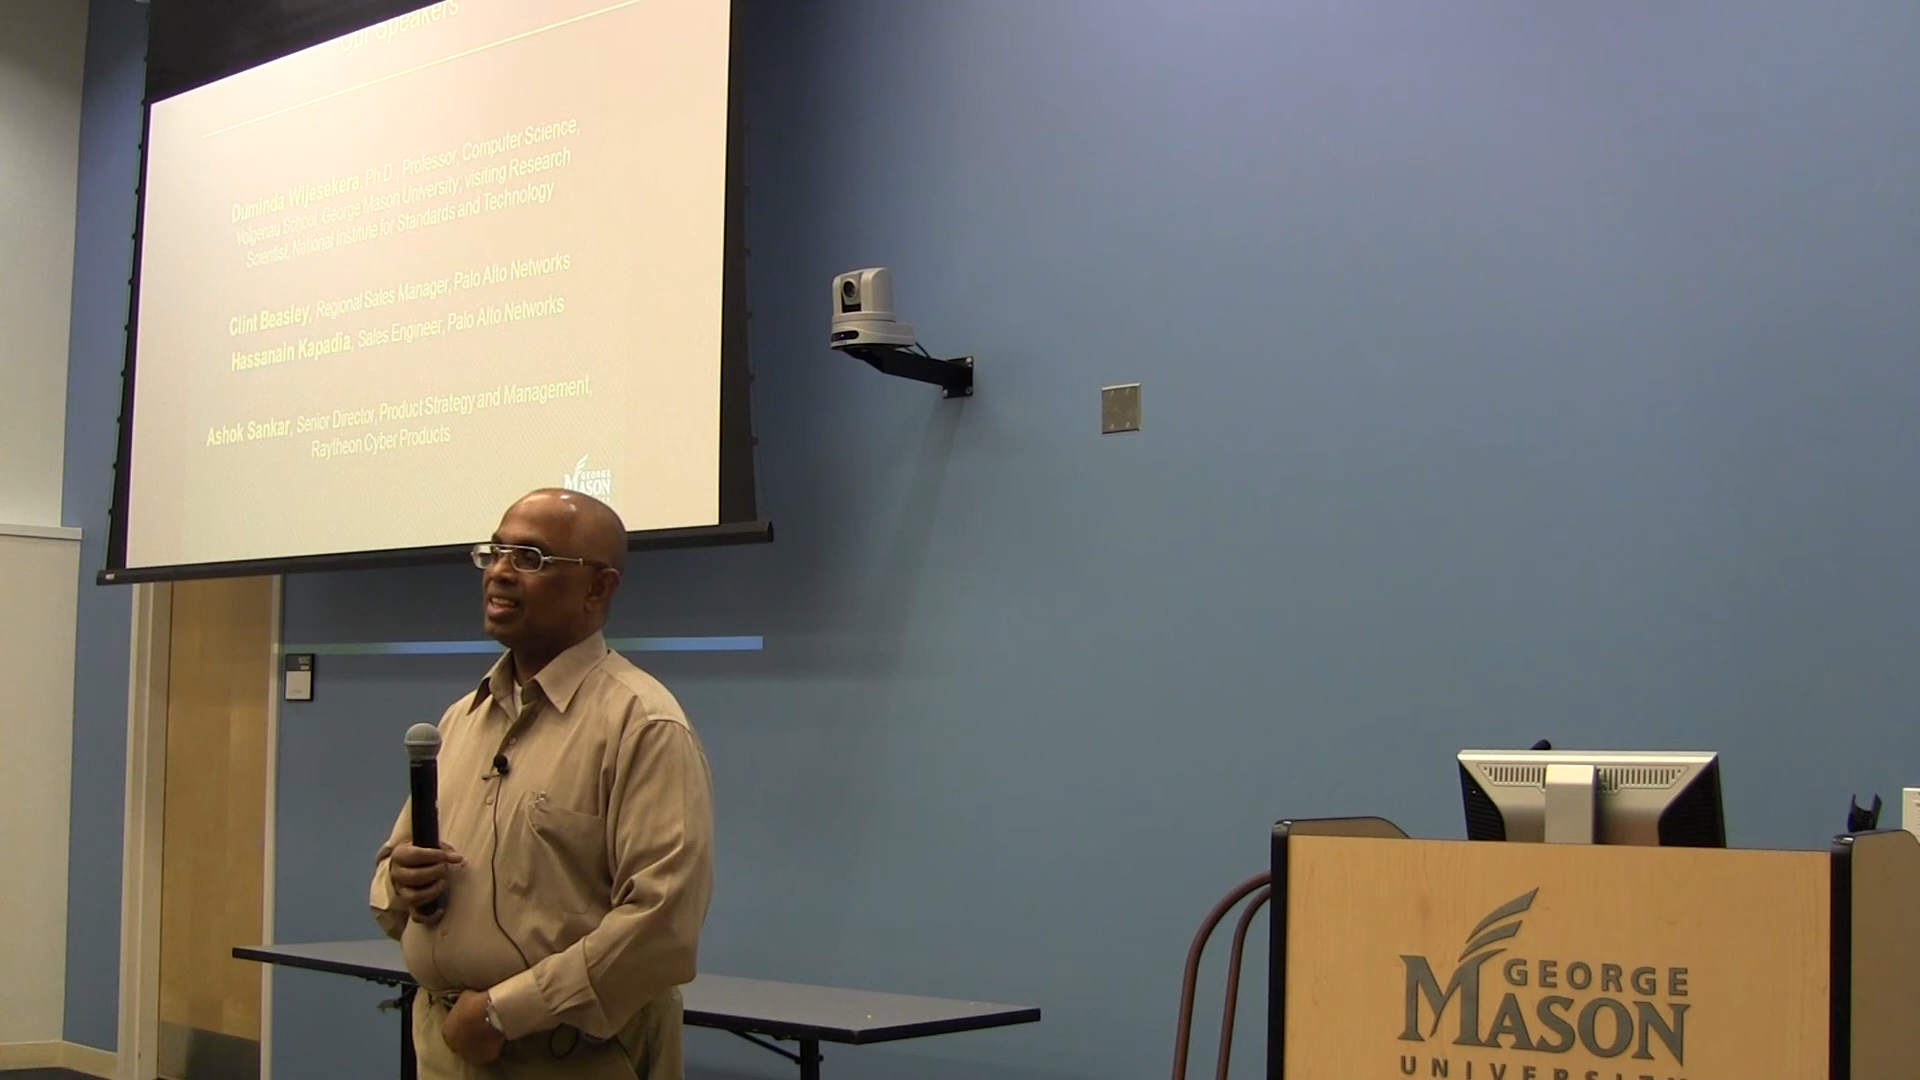 Our Speakers
Duminda Wijesekera, Ph.D., Professor, Computer Science,
Volgenau School, George Mason University; visiting Research
Scientist, National Institute for Standards and Technology
Clint Beasley, Regional Sales Manager, Palo Alto Networks
Hassanain Kapadia, Sales Engineer, Palo Alto Networks
Ashok Sankar, Senior Director, Product Strategy and Management,
Raytheon Cyber Products
GEORGE
MASON
GEORGE
MASON
UNIVERSITY